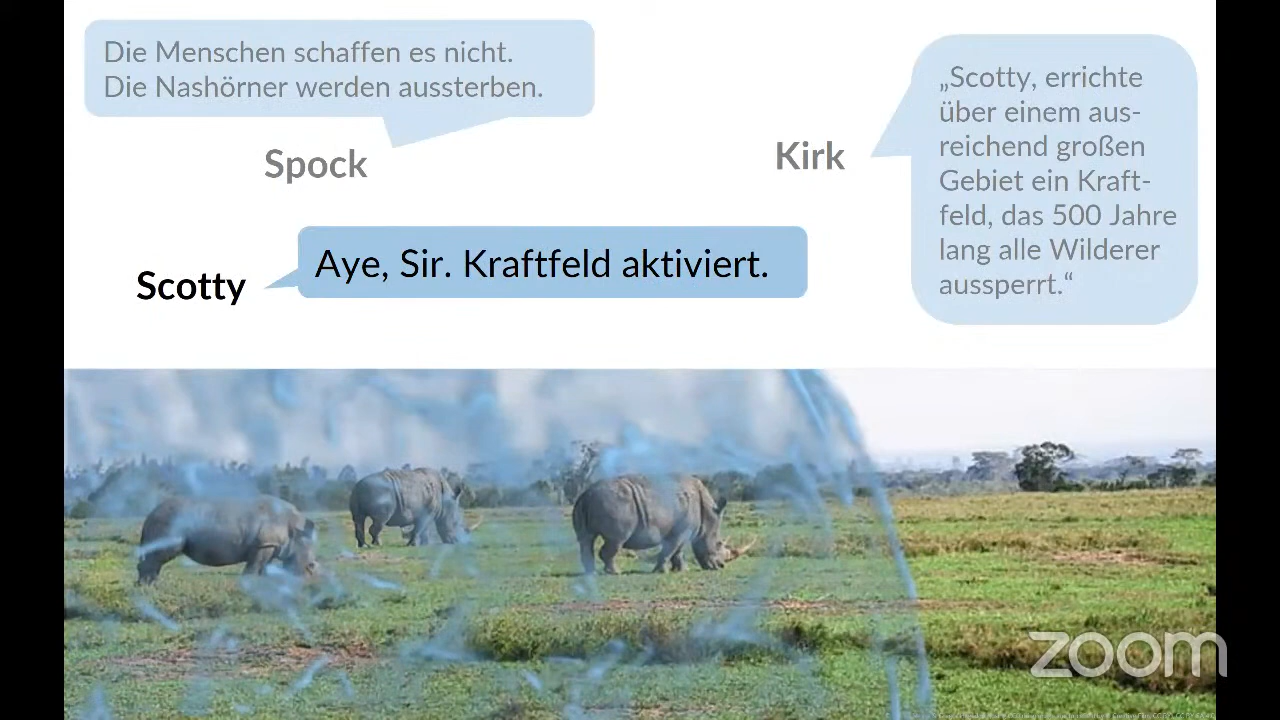 Die Menschen schaffen es nicht.
Die Nashörner werden aussterben.
Spock
Kirk
„Scotty, errichte
über einem aus-
reichend großen
Gebiet ein Kraft-
feld, das 500 Jahre
lang alle Wilderer
aussperrt.“
Scotty
Aye, Sir. Kraftfeld aktiviert.
zoom